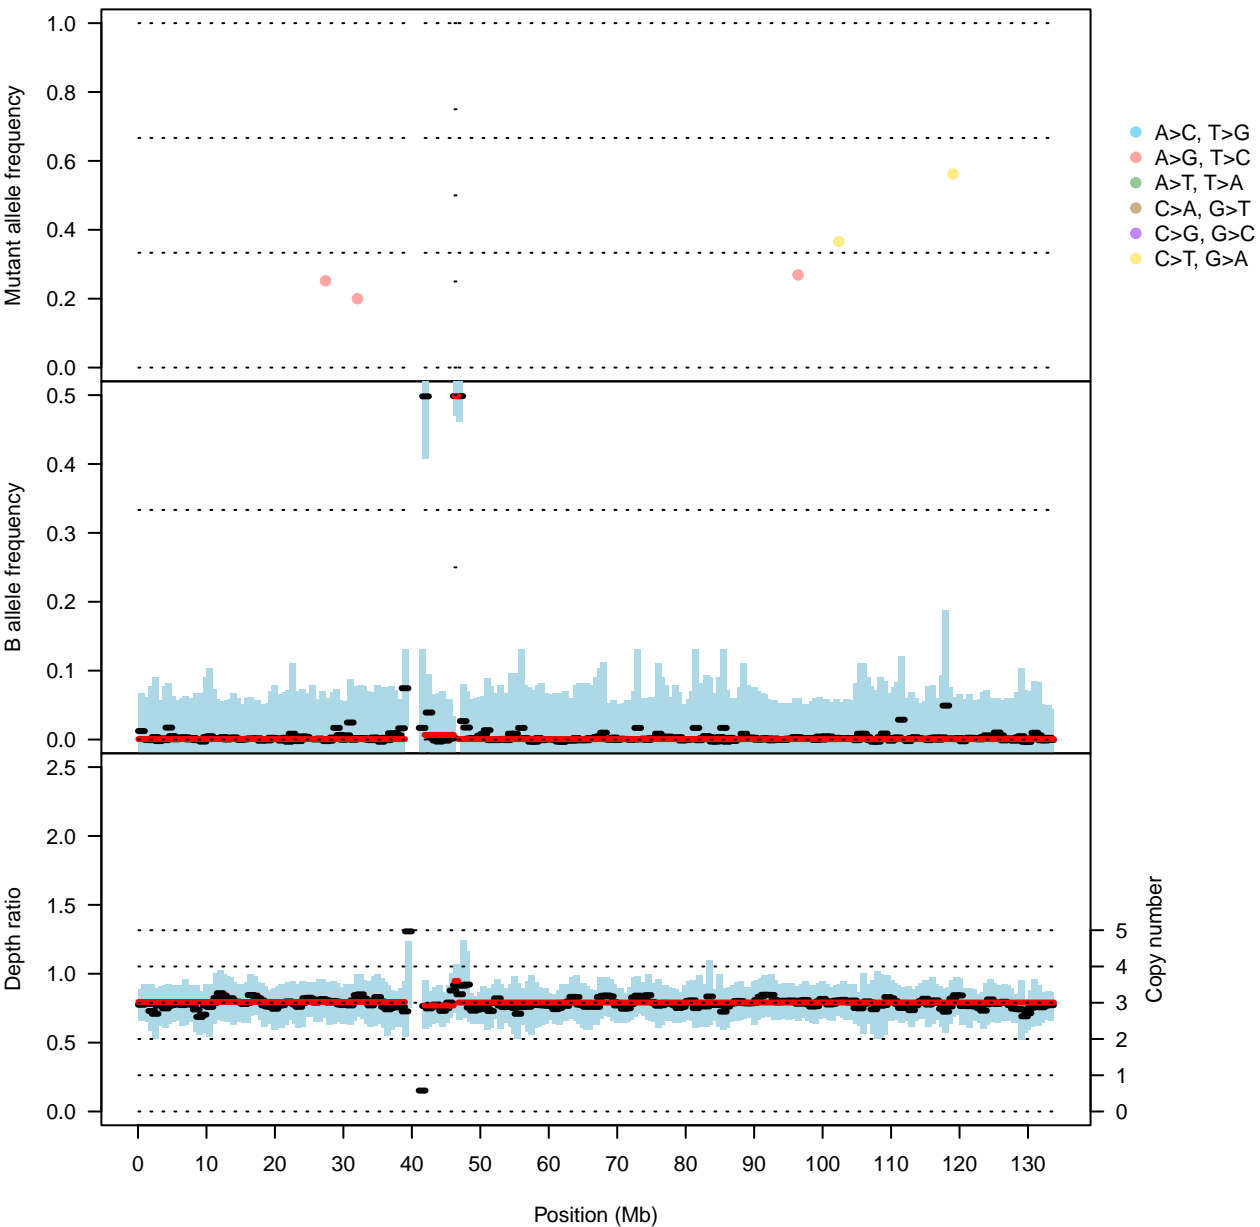 Mutant allele frequency
1.0
0.8
0.6
0.4
0.2
0.0
A>C, T>G
A>G, T>C
A>T, T>A
C>A, G>T
C>G, G>C
C>T, G>A
B allele frequency
0.5
0.4
0.3
0.2
0.1
0.0
Depth ratio
2.5
2.0
1.5
1.0
0.5
0.0
5
4
3
2
1
0
Copy number
0 10 20 30 40 50 60 70 80 90 100 110 120 130
Position (Mb)